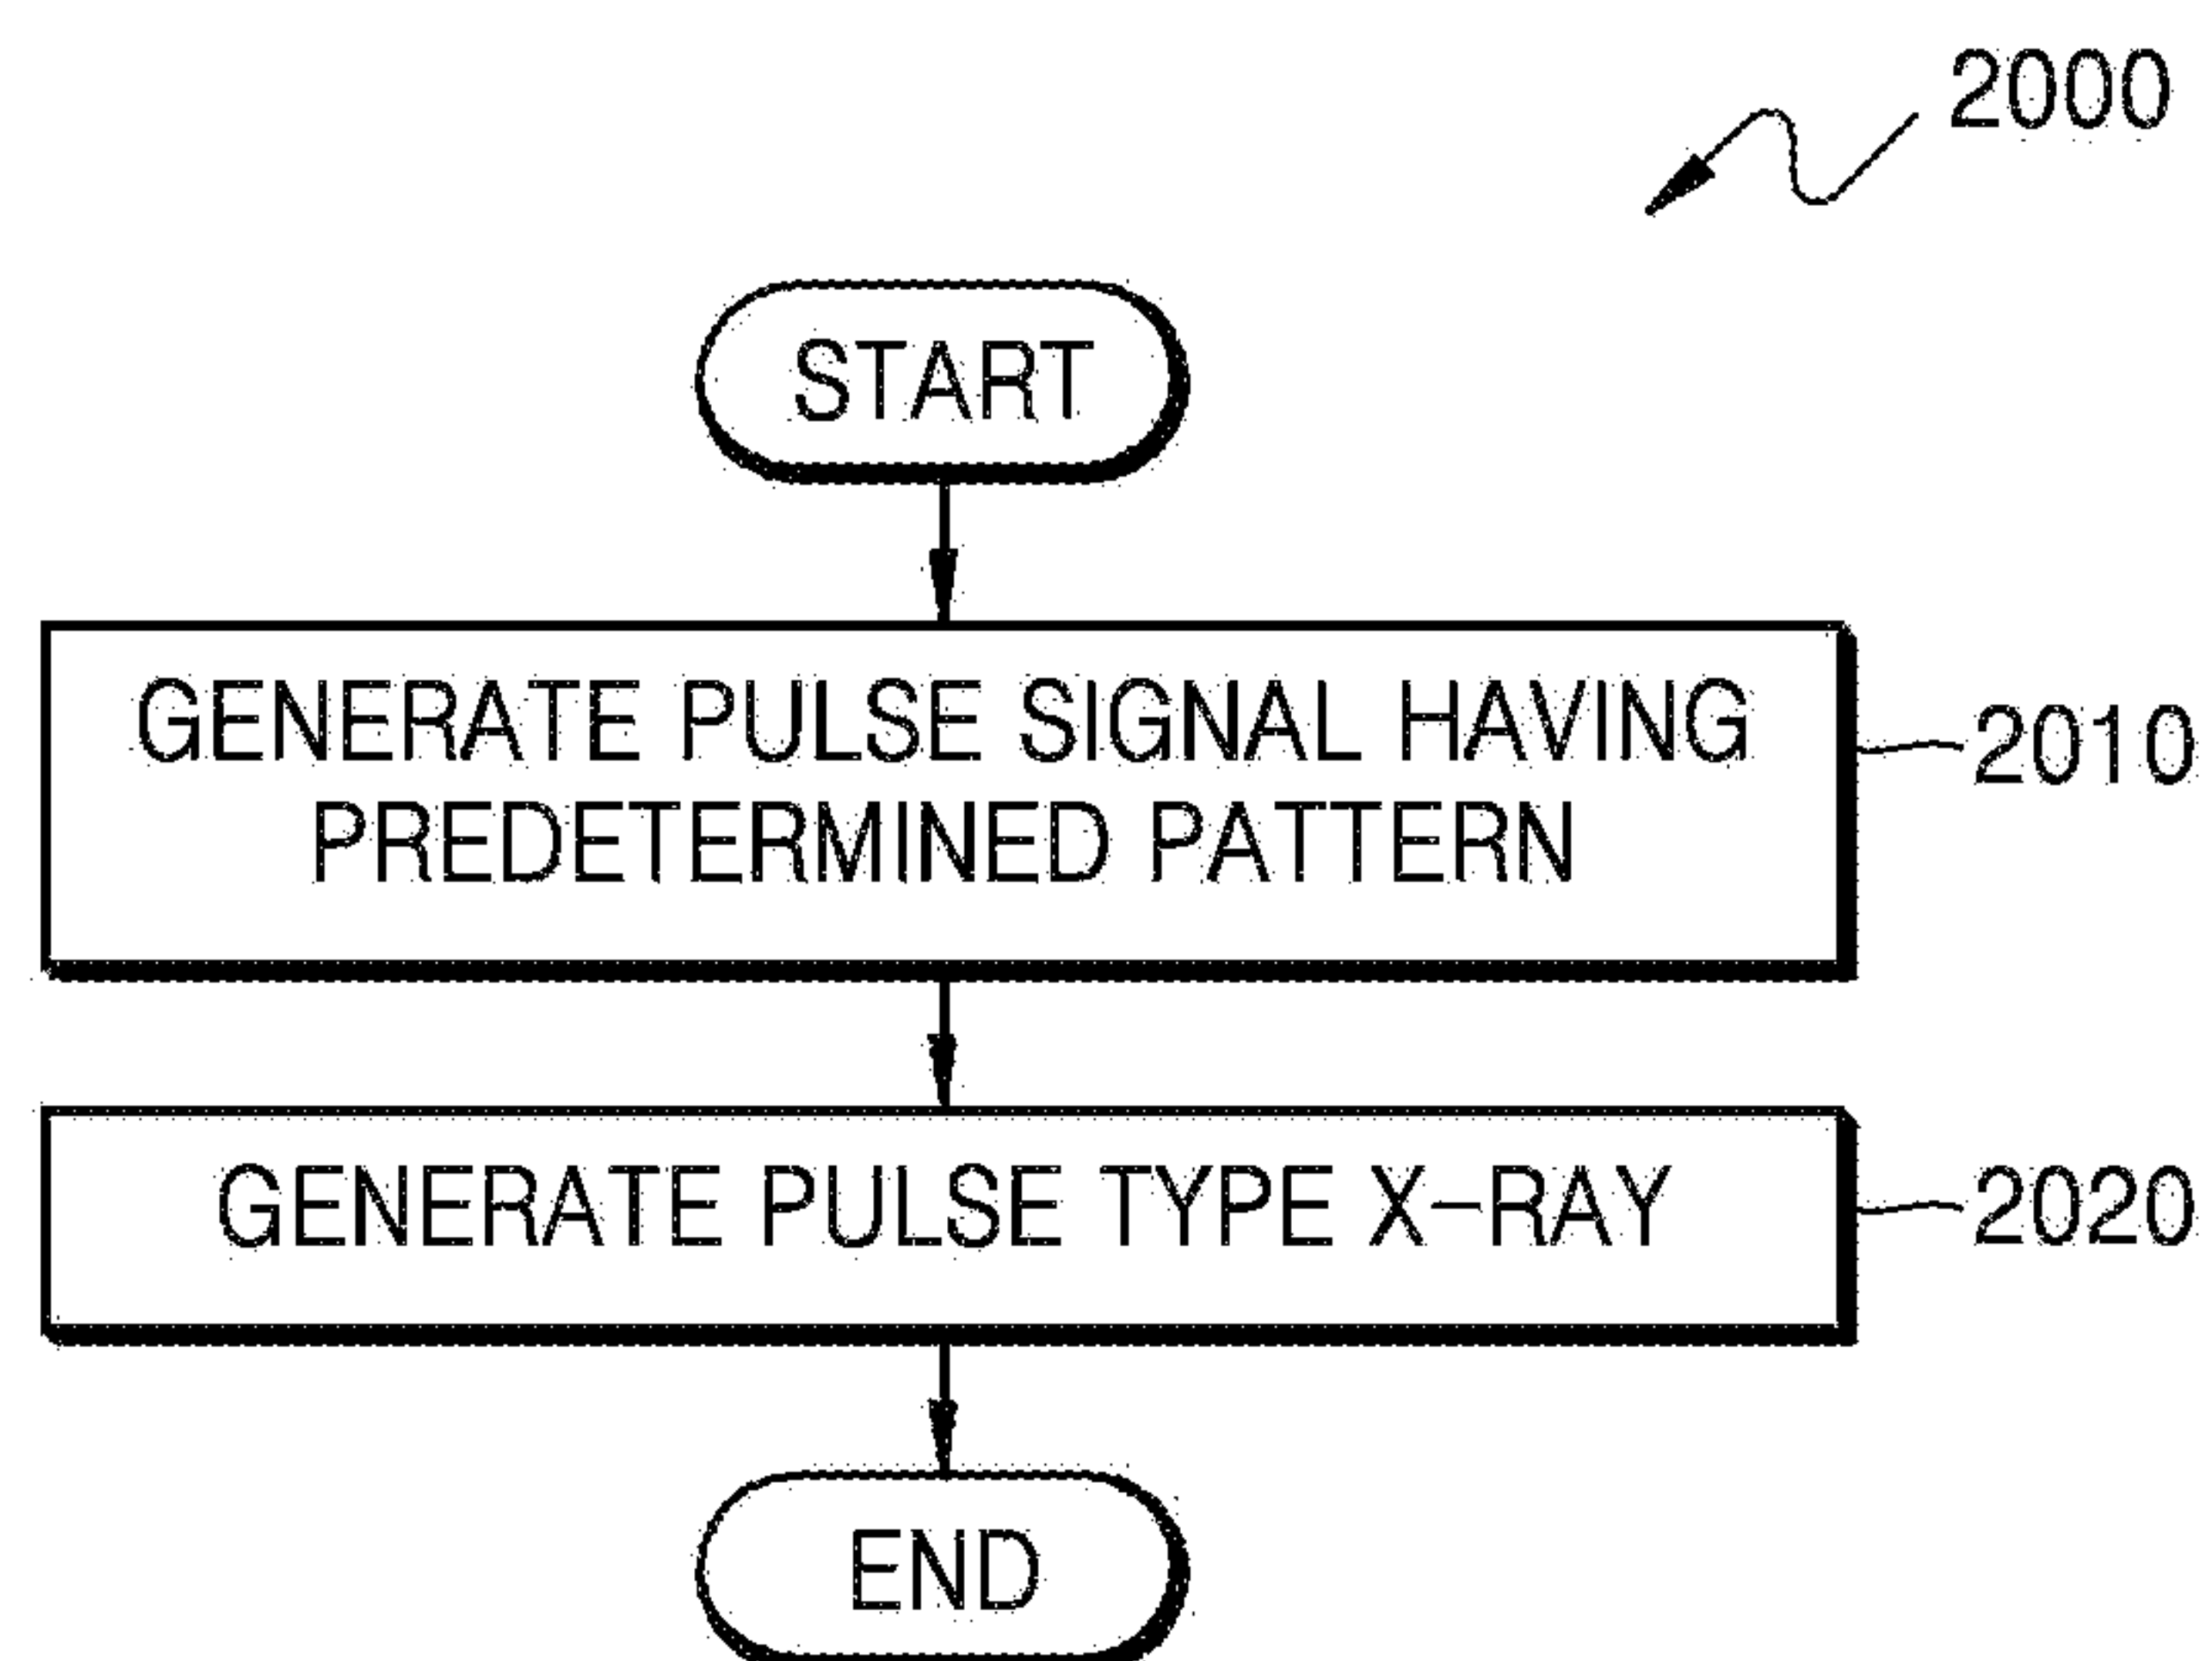 2000
START
GENERATE PULSE SIGNAL HAVING
PREDETERMINED PATTERN
2010
GENERATE PULSE TYPE X-RAY
2020
END